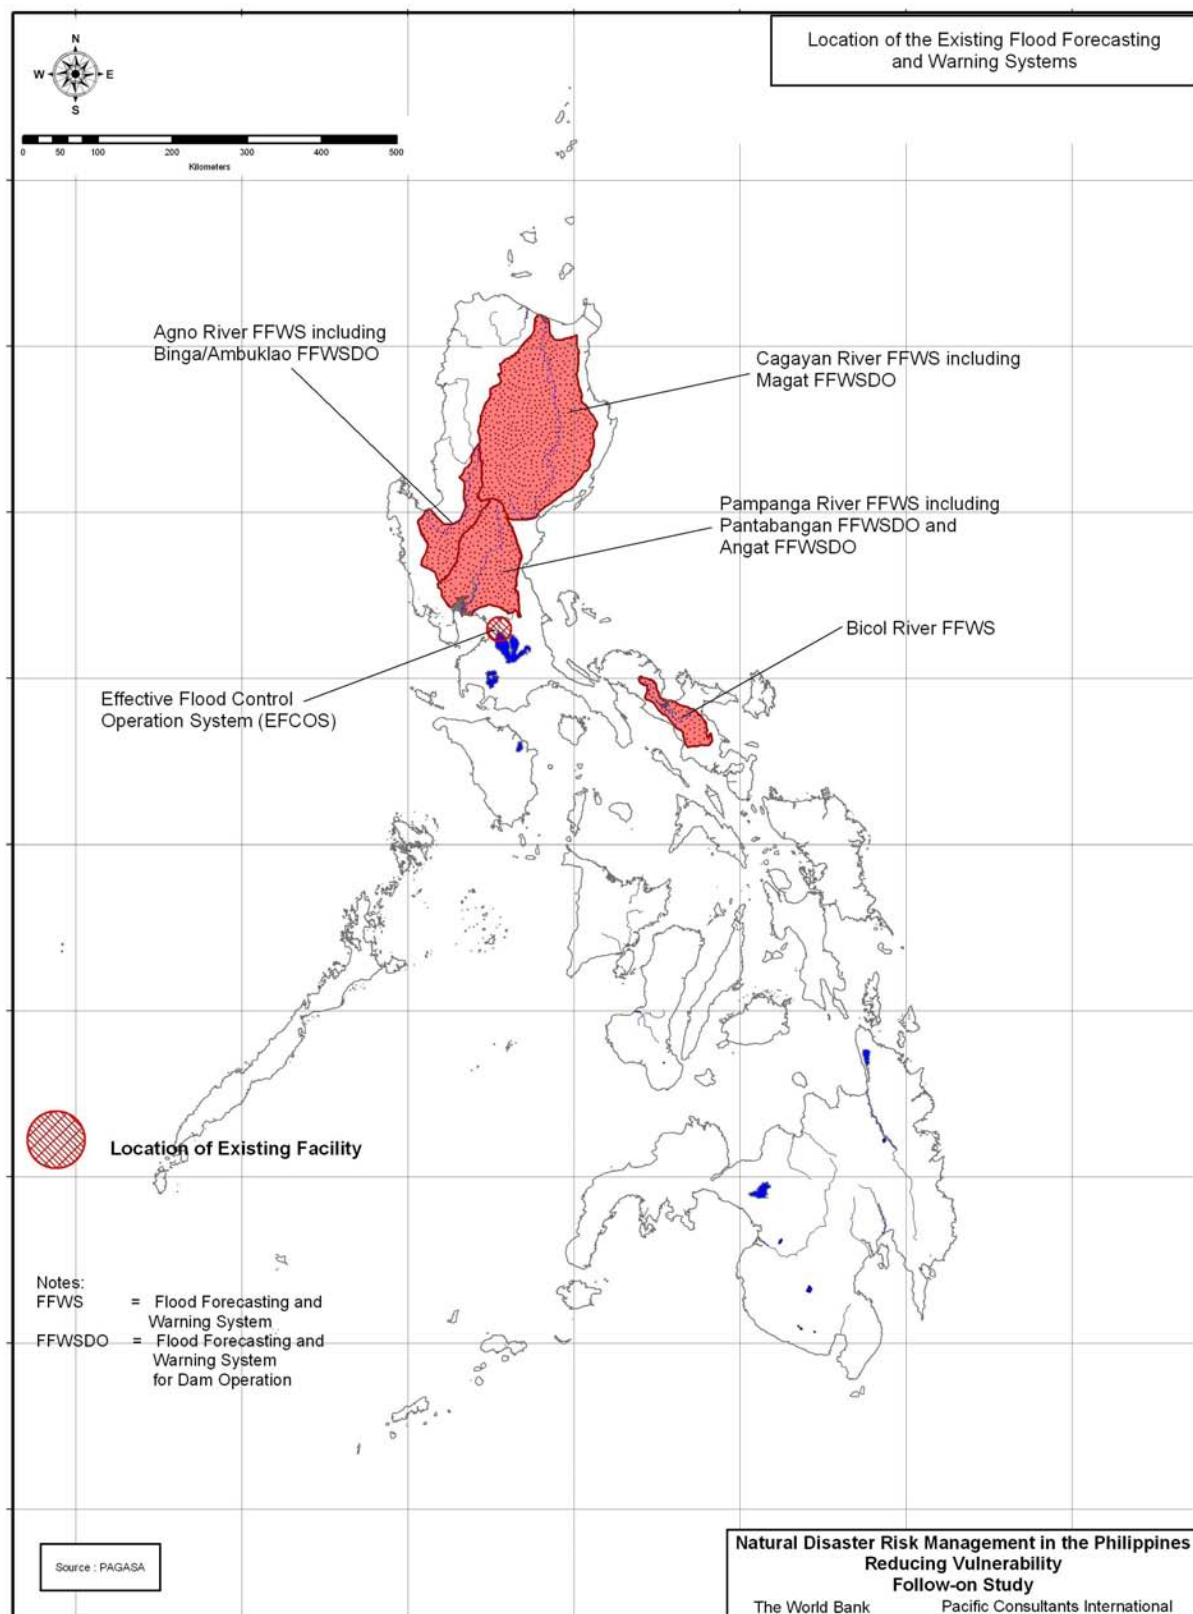 Location of the Existing Flood Forecasting
and Warning Systems
N
W
E
S
0 50 100 200 300 400 500
Kilometers
Agno River FFWS including
Binga/Ambuklao FFWSDO
Cagayan River FFWS including
Magat FFWSDO
Pampanga River FFWS including
Pantabangan FFWSDO and
Angat FFWSDO
Bicol River FFWS
Effective Flood Control
Operation System (EFCOS)
Location of Existing Facility
Notes:
FFWS = Flood Forecasting and
Warning System
FFWSDO = Flood Forecasting and
Warning System
for Dam Operation
Source : PAGASA
Natural Disaster Risk Management in the Philippines
Reducing Vulnerability
Follow-on Study
The World Bank Pacific Consultants International